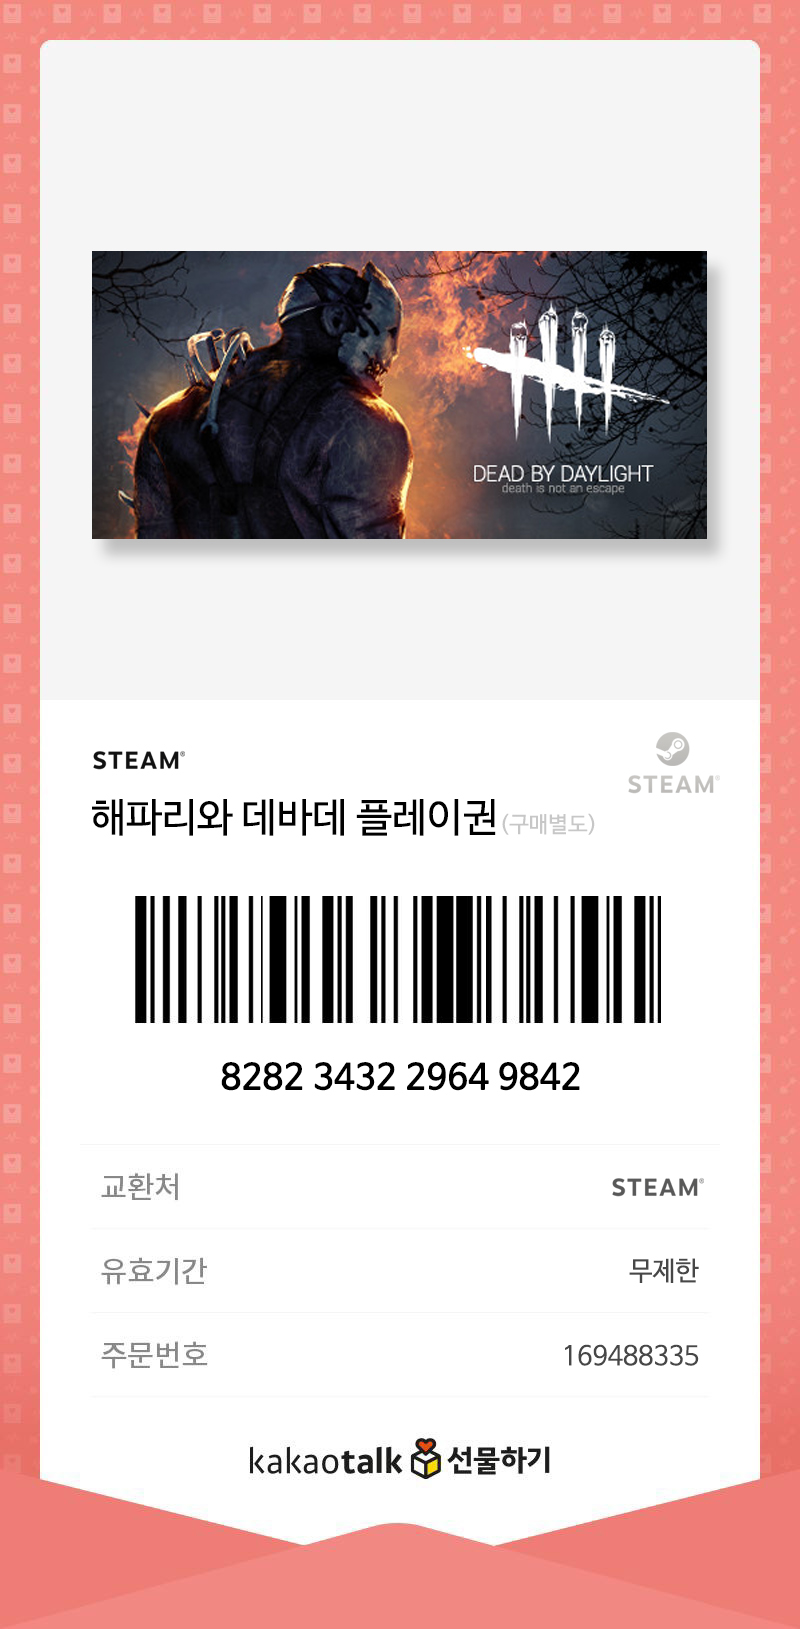 DEAD BY DAYLIGHT
death is not an escape
STEAM®
STEAM®
해파리와 데바데 플레이권 (구매별도)
8282 3432 2964 9842
교환처 STEAM®
유효기간 무제한
주문번호 169488335
kakaotalk 선물하기